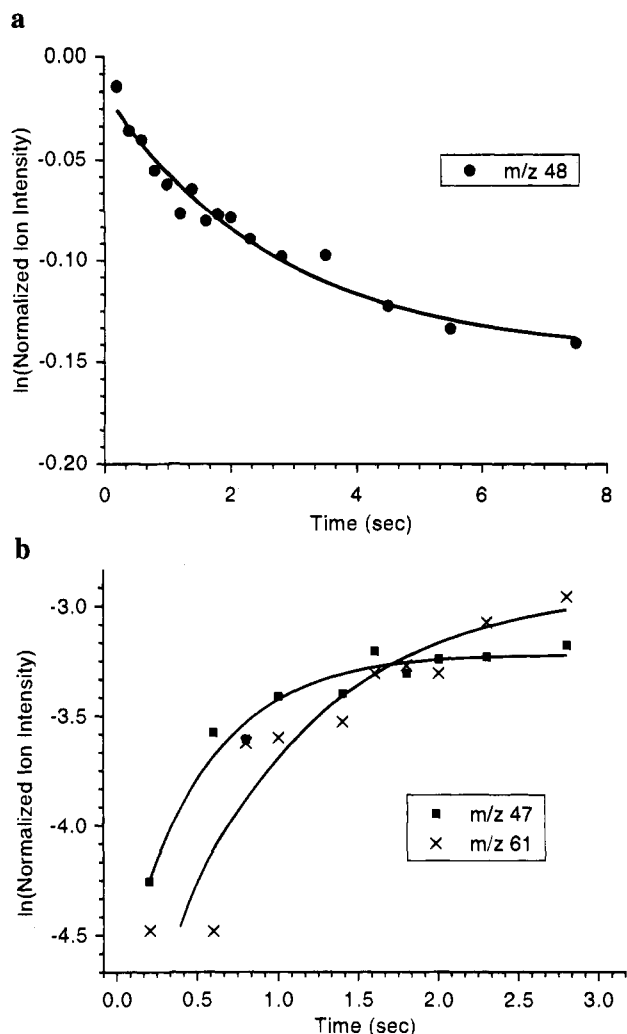 a
0.00
-0.05
-0.10
-0.15
-0.20
ln(Normalized Ion Intensity)
m/z 48
0 2 4 6 8
Time (sec)
b
-3.0
-3.5
-4.0
-4.5
ln(Normalized Ion Intensity)
m/z 47
m/z 61
0.0 0.5 1.0 1.5 2.0 2.5 3.0
Time (sec)